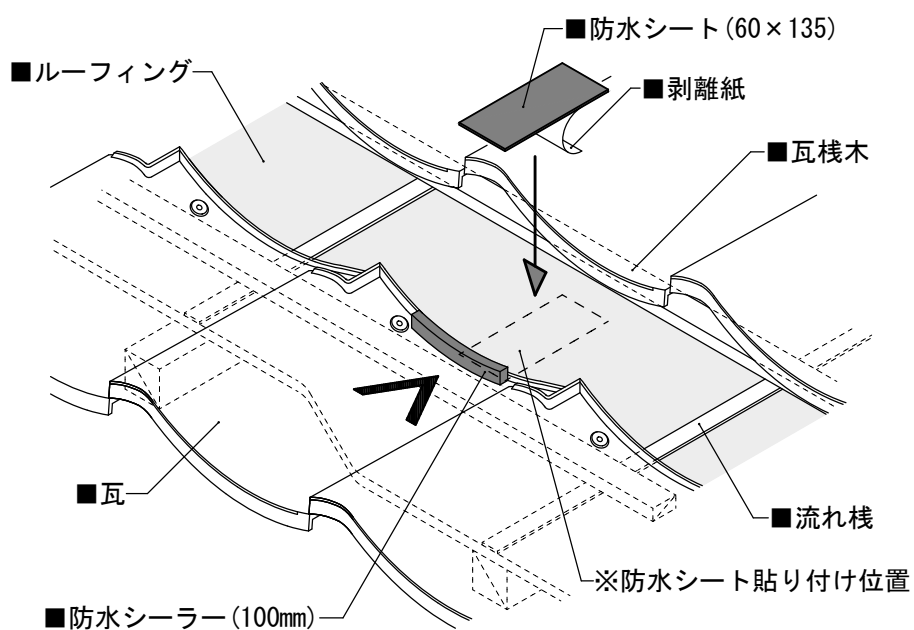 ■防水シート(60×135)
■ルーフィング
■剥離紙
■瓦桟木
■瓦
■流れ桟
※防水シート貼り付け位置
■防水シーラー(100mm)